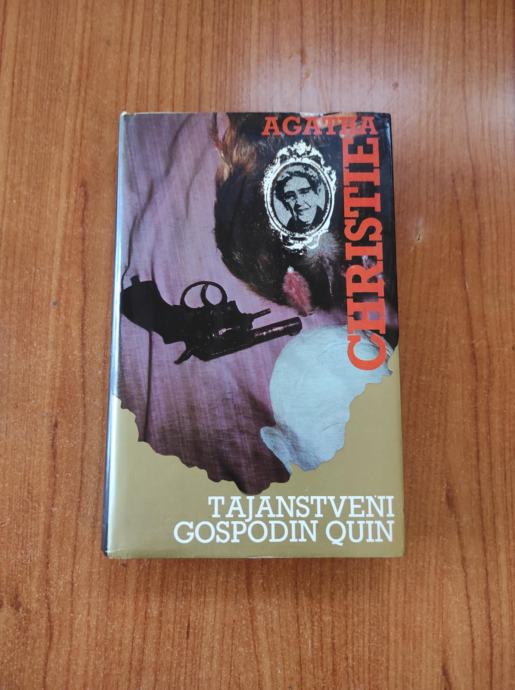 AGATHA
CHRISTIE
TAJANSTVENI
GOSPODIN QUIN